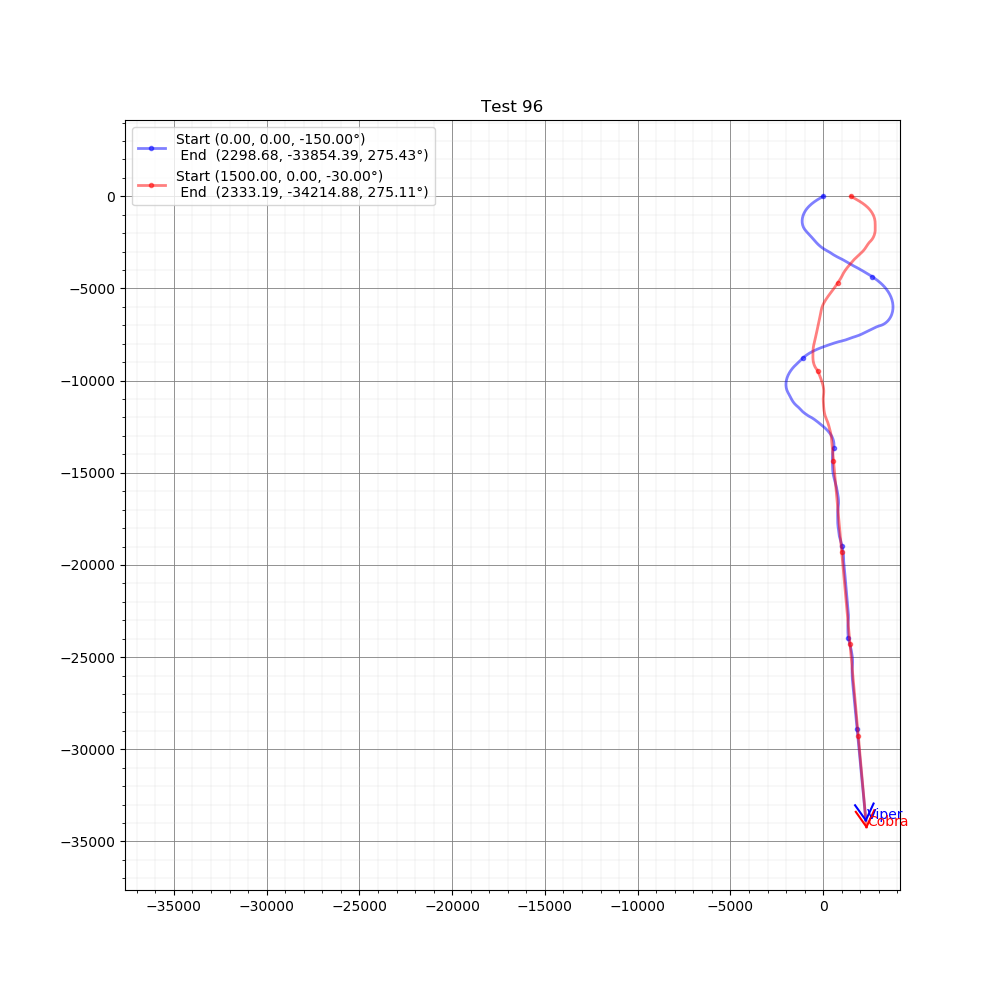 Test 96
Start (0.00, 0.00, -150.00°)
End (2298.68, -33854.39, 275.43°)
Start (1500.00, 0.00, -30.00°)
End (2333.19, -34214.88, 275.11°)
0
−5000
−10000
−15000
−20000
−25000
−30000
−35000
Viper
Cobra
−35000 −30000 −25000 −20000 −15000 −10000 −5000 0